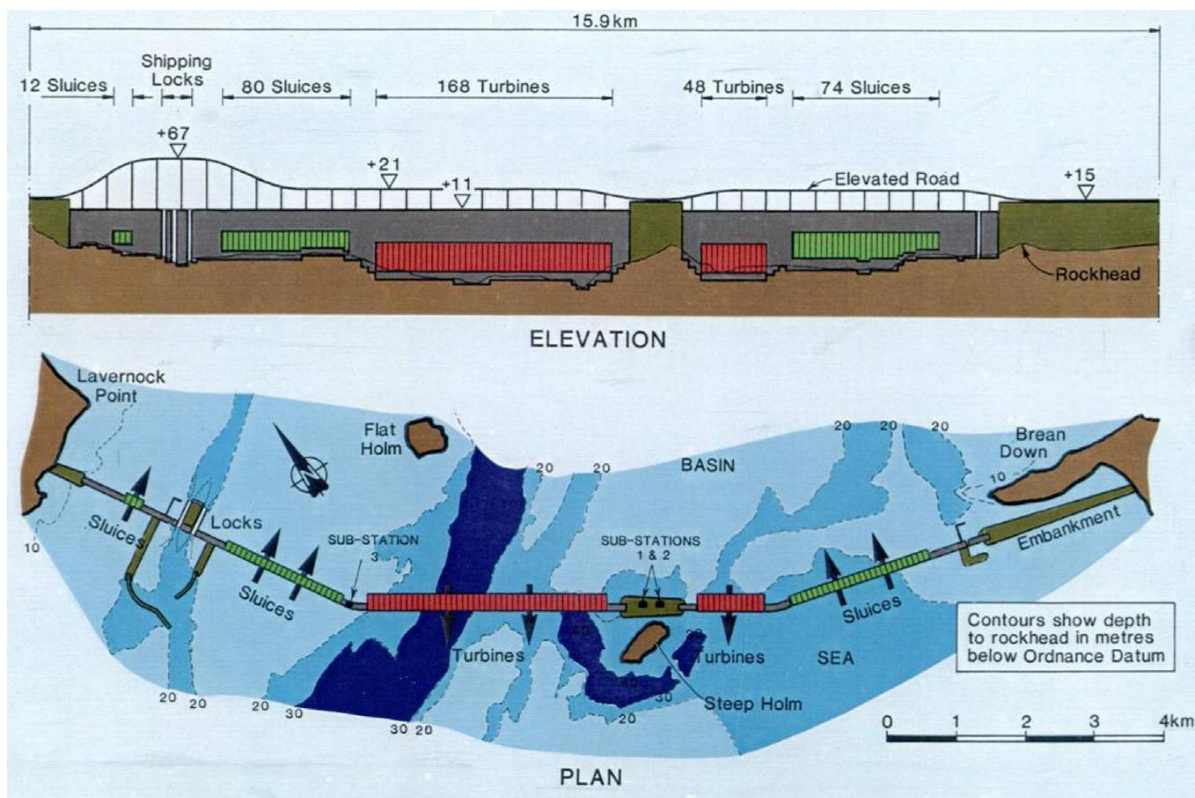 15.9km
Shipping
Locks
12 Sluices
80 Sluices
168 Turbines
48 Turbines
74 Sluices
+67
+21
+11
Elevated Road
+15
Rockhead
ELEVATION
Lavernock
Point
Flat
Holm
BASIN
20
20
20
20
20
Brean
Down
10
Sluices
Locks
SUB-STATION
3
SUB-STATIONS
1 & 2
Embankment
10
Sluices
Sluices
Turbines
Turbines
SEA
Steep Holm
20
20
20
30
30
20
20
30
Contours show depth
to rockhead in metres
below Ordnance Datum
0 1 2 3 4km
PLAN